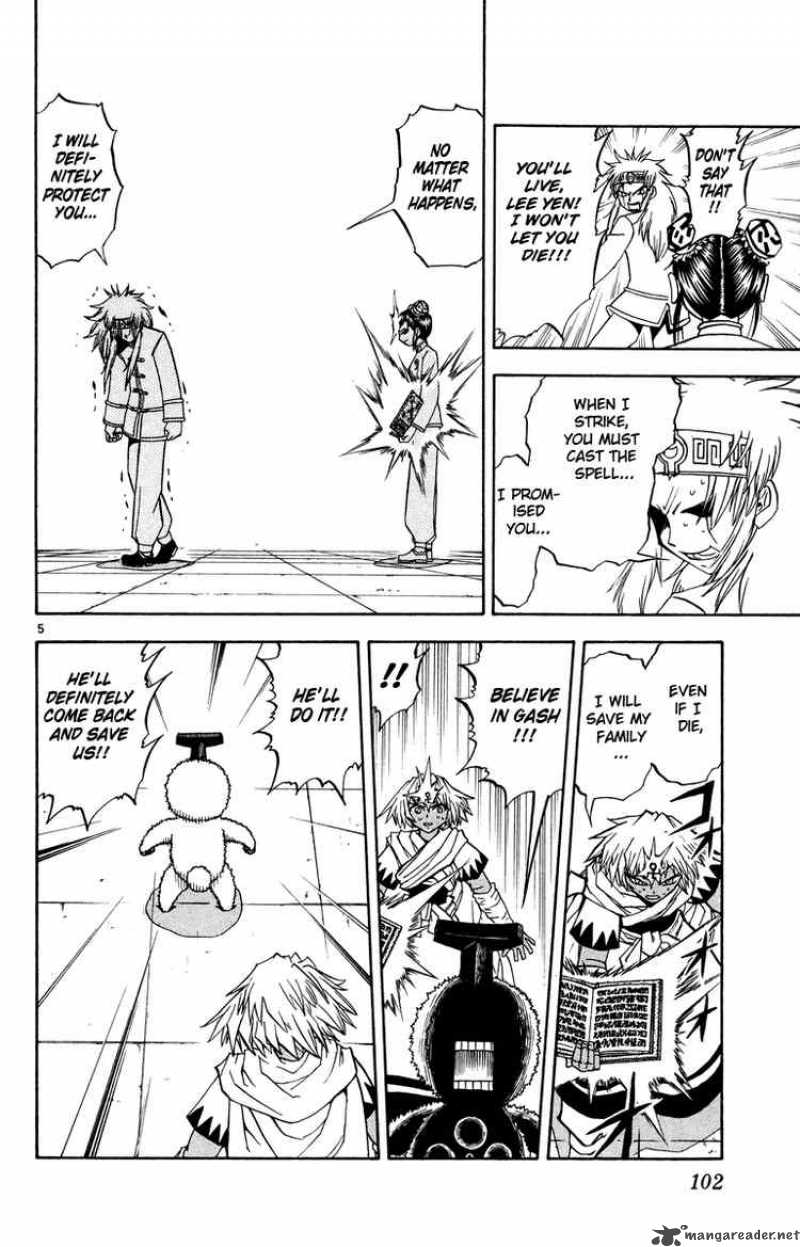 DON'T
SAY
THAT
!!
YOU'LL
LIVE,
LEE YEN!
I WON'T
LET YOU
DIE!!!
WHEN I
STRIKE,
YOU MUST
CAST THE
SPELL...
I PROM-
ISED
YOU...
NO
MATTER
WHAT
HAPPENS,
I WILL
DEFI-
NITELY
PROTECT
YOU...
5
EVEN
IF I
DIE,
I WILL
SAVE MY
FAMILY
...
BELIEVE
IN GASH
!!!
!!
HE'LL
DO IT!!
HE'LL
DEFINITELY
COME BACK
AND SAVE
US!!
102
mangareader.net